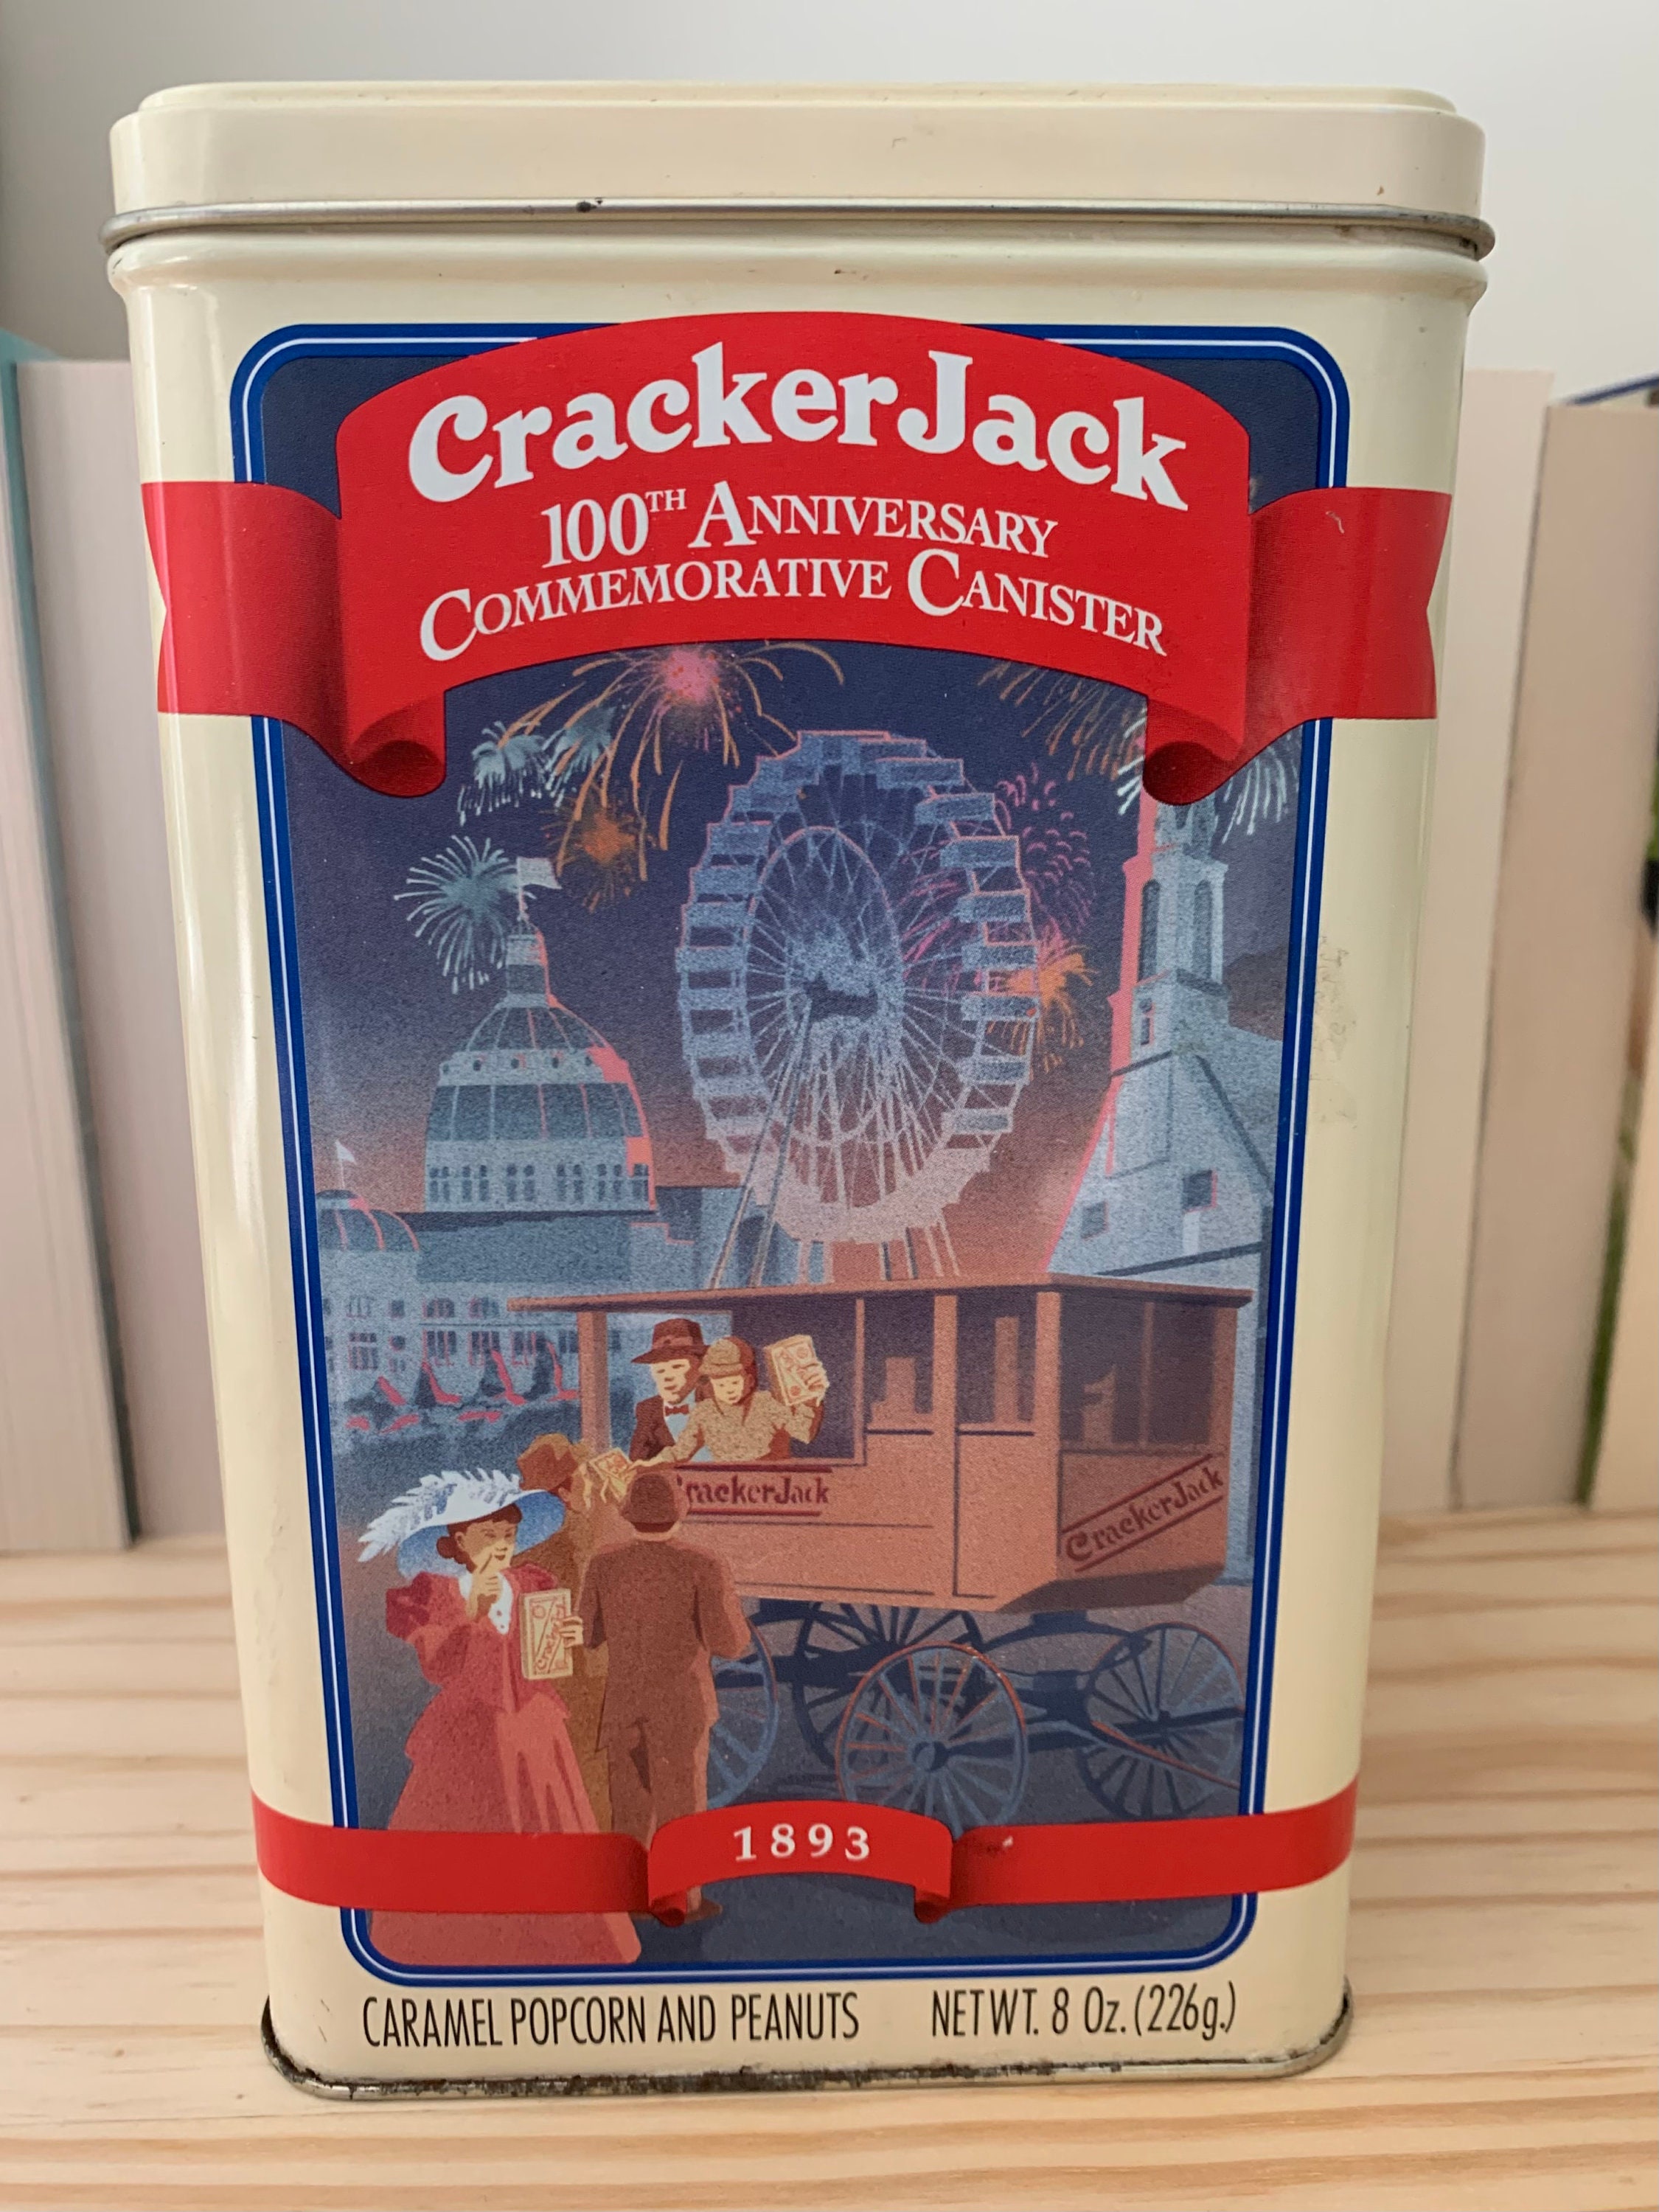 CrackerJack
100TH ANNIVERSARY
COMMEMORATIVE CANISTER
CrackerJack
CrackerJack
1893
CARAMEL POPCORN AND PEANUTS NET WT. 8 Oz. (226g.)